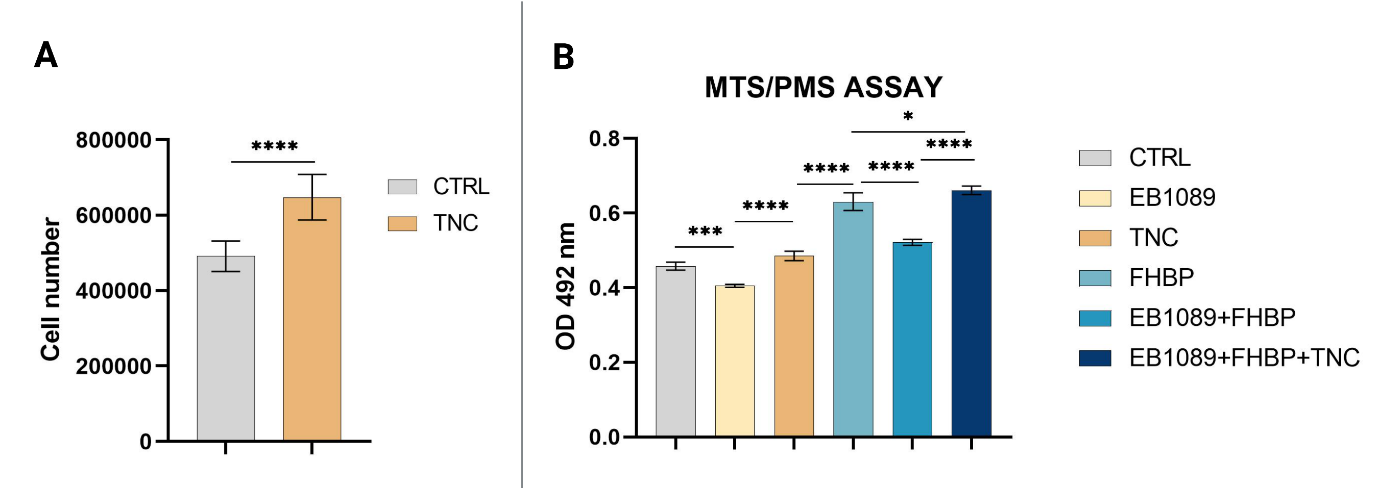 A
Cell number
800000
600000
400000
200000
0
****
CTRL
TNC
B
MTS/PMS ASSAY
OD 492 nm
0.8
0.6
0.4
0.2
0.0
***
****
****
****
****
*
CTRL
EB1089
TNC
FHBP
EB1089+FHBP
EB1089+FHBP+TNC